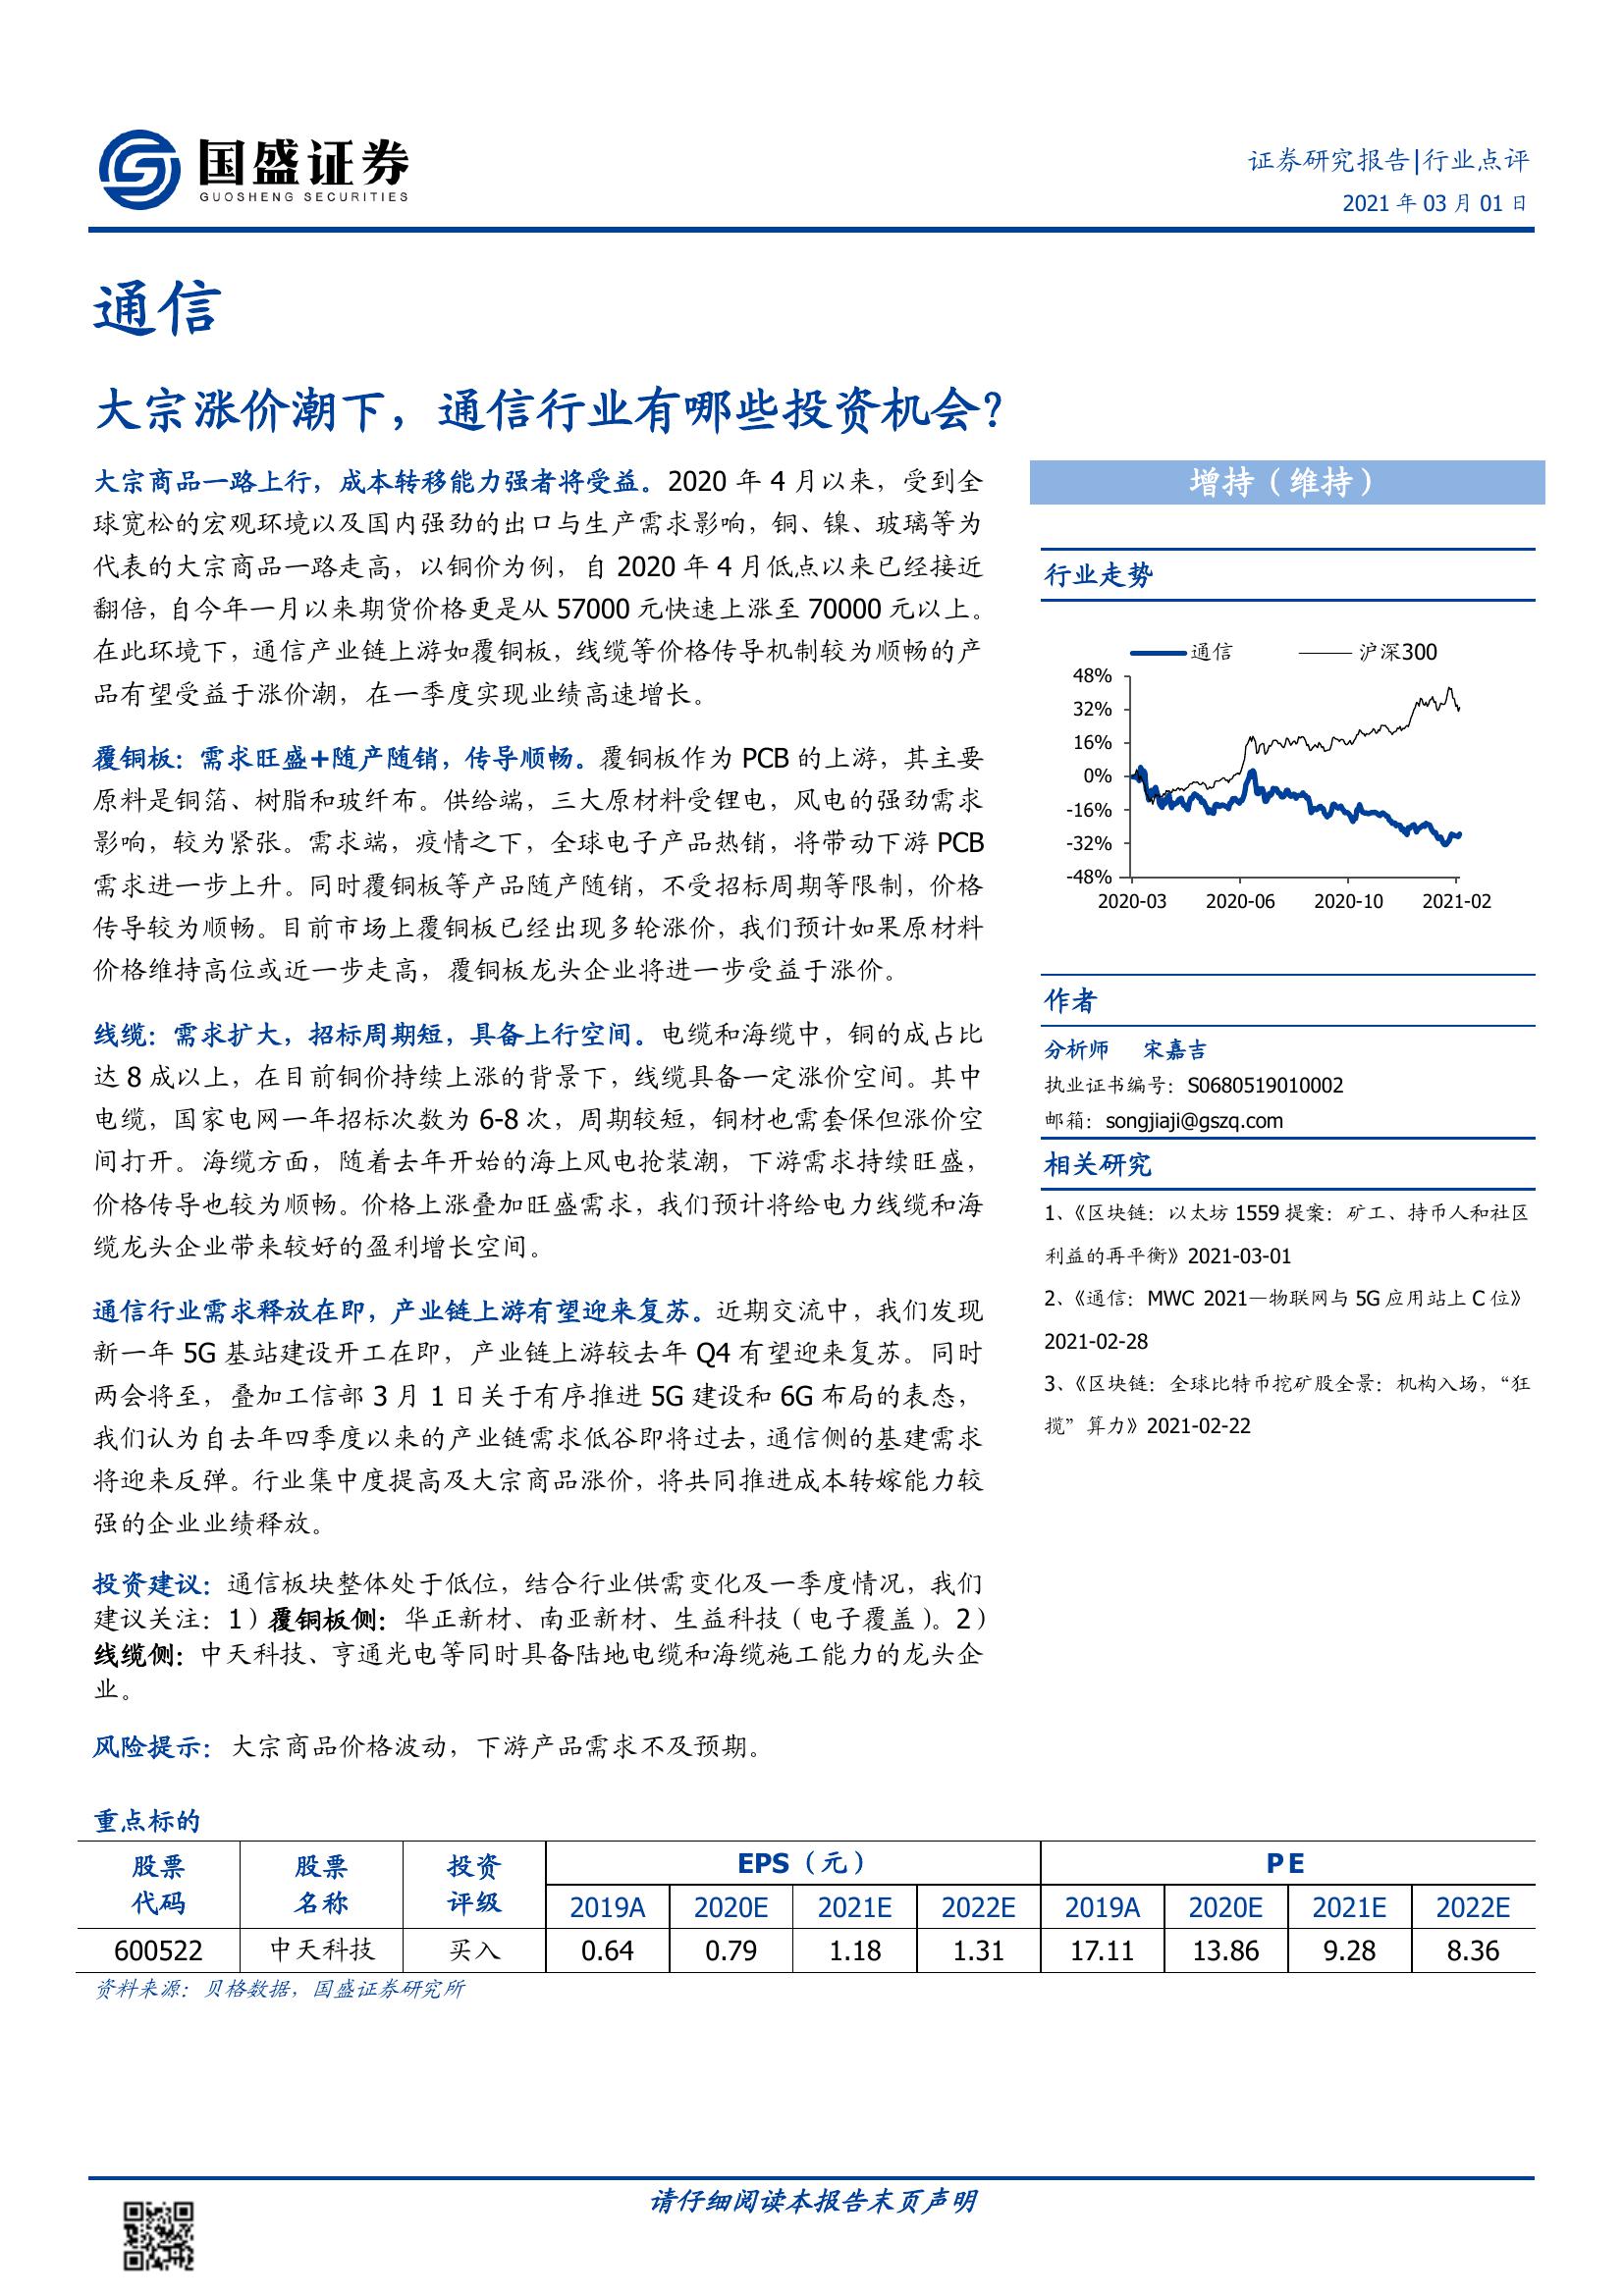 国盛证券
GUOSHENG SECURITIES
证券研究报告|行业点评
2021 年 03 月 01 日
通信
大宗涨价潮下，通信行业有哪些投资机会？
大宗商品一路上行，成本转移能力强者将受益。2020 年 4 月以来，受到全
球宽松的宏观环境以及国内强劲的出口与生产需求影响，铜、镍、玻璃等为
代表的大宗商品一路走高，以铜价为例，自 2020 年 4 月低点以来已经接近
翻倍，自今年一月以来期货价格更是从 57000 元快速上涨至 70000 元以上。
在此环境下，通信产业链上游如覆铜板，线缆等价格传导机制较为顺畅的产
品有望受益于涨价潮，在一季度实现业绩高速增长。
覆铜板：需求旺盛+随产随销，传导顺畅。覆铜板作为 PCB 的上游，其主要
原料是铜箔、树脂和玻纤布。供给端，三大原材料受锂电，风电的强劲需求
影响，较为紧张。需求端，疫情之下，全球电子产品热销，将带动下游 PCB
需求进一步上升。同时覆铜板等产品随产随销，不受招标周期等限制，价格
传导较为顺畅。目前市场上覆铜板已经出现多轮涨价，我们预计如果原材料
价格维持高位或近一步走高，覆铜板龙头企业将进一步受益于涨价。
线缆：需求扩大，招标周期短，具备上行空间。电缆和海缆中，铜的成占比
达 8 成以上，在目前铜价持续上涨的背景下，线缆具备一定涨价空间。其中
电缆，国家电网一年招标次数为 6-8 次，周期较短，铜材也需套保但涨价空
间打开。海缆方面，随着去年开始的海上风电抢装潮，下游需求持续旺盛，
价格传导也较为顺畅。价格上涨叠加旺盛需求，我们预计将给电力线缆和海
缆龙头企业带来较好的盈利增长空间。
通信行业需求释放在即，产业链上游有望迎来复苏。近期交流中，我们发现
新一年 5G 基站建设开工在即，产业链上游较去年 Q4 有望迎来复苏。同时
两会将至，叠加工信部 3 月 1 日关于有序推进 5G 建设和 6G 布局的表态，
我们认为自去年四季度以来的产业链需求低谷即将过去，通信侧的基建需求
将迎来反弹。行业集中度提高及大宗商品涨价，将共同推进成本转嫁能力较
强的企业业绩释放。
投资建议：通信板块整体处于低位，结合行业供需变化及一季度情况，我们
建议关注：1）覆铜板侧：华正新材、南亚新材、生益科技（电子覆盖）。2）
线缆侧：中天科技、亨通光电等同时具备陆地电缆和海缆施工能力的龙头企
业。
风险提示：大宗商品价格波动，下游产品需求不及预期。
增持（维持）
行业走势
通信 沪深300
48%
32%
16%
0%
-16%
-32%
-48%
2020-03 2020-06 2020-10 2021-02
作者
分析师 宋嘉吉
执业证书编号：S0680519010002
邮箱：songjiaji@gszq.com
相关研究
1、《区块链：以太坊 1559 提案：矿工、持币人和社区
利益的再平衡》2021-03-01
2、《通信：MWC 2021—物联网与 5G 应用站上 C 位》
2021-02-28
3、《区块链：全球比特币挖矿股全景：机构入场，“狂
揽”算力》2021-02-22
重点标的
股票 股票 投资 EPS（元） P E
代码 名称 评级 2019A 2020E 2021E 2022E 2019A 2020E 2021E 2022E
600522 中天科技 买入 0.64 0.79 1.18 1.31 17.11 13.86 9.28 8.36
资料来源：贝格数据，国盛证券研究所
请仔细阅读本报告末页声明